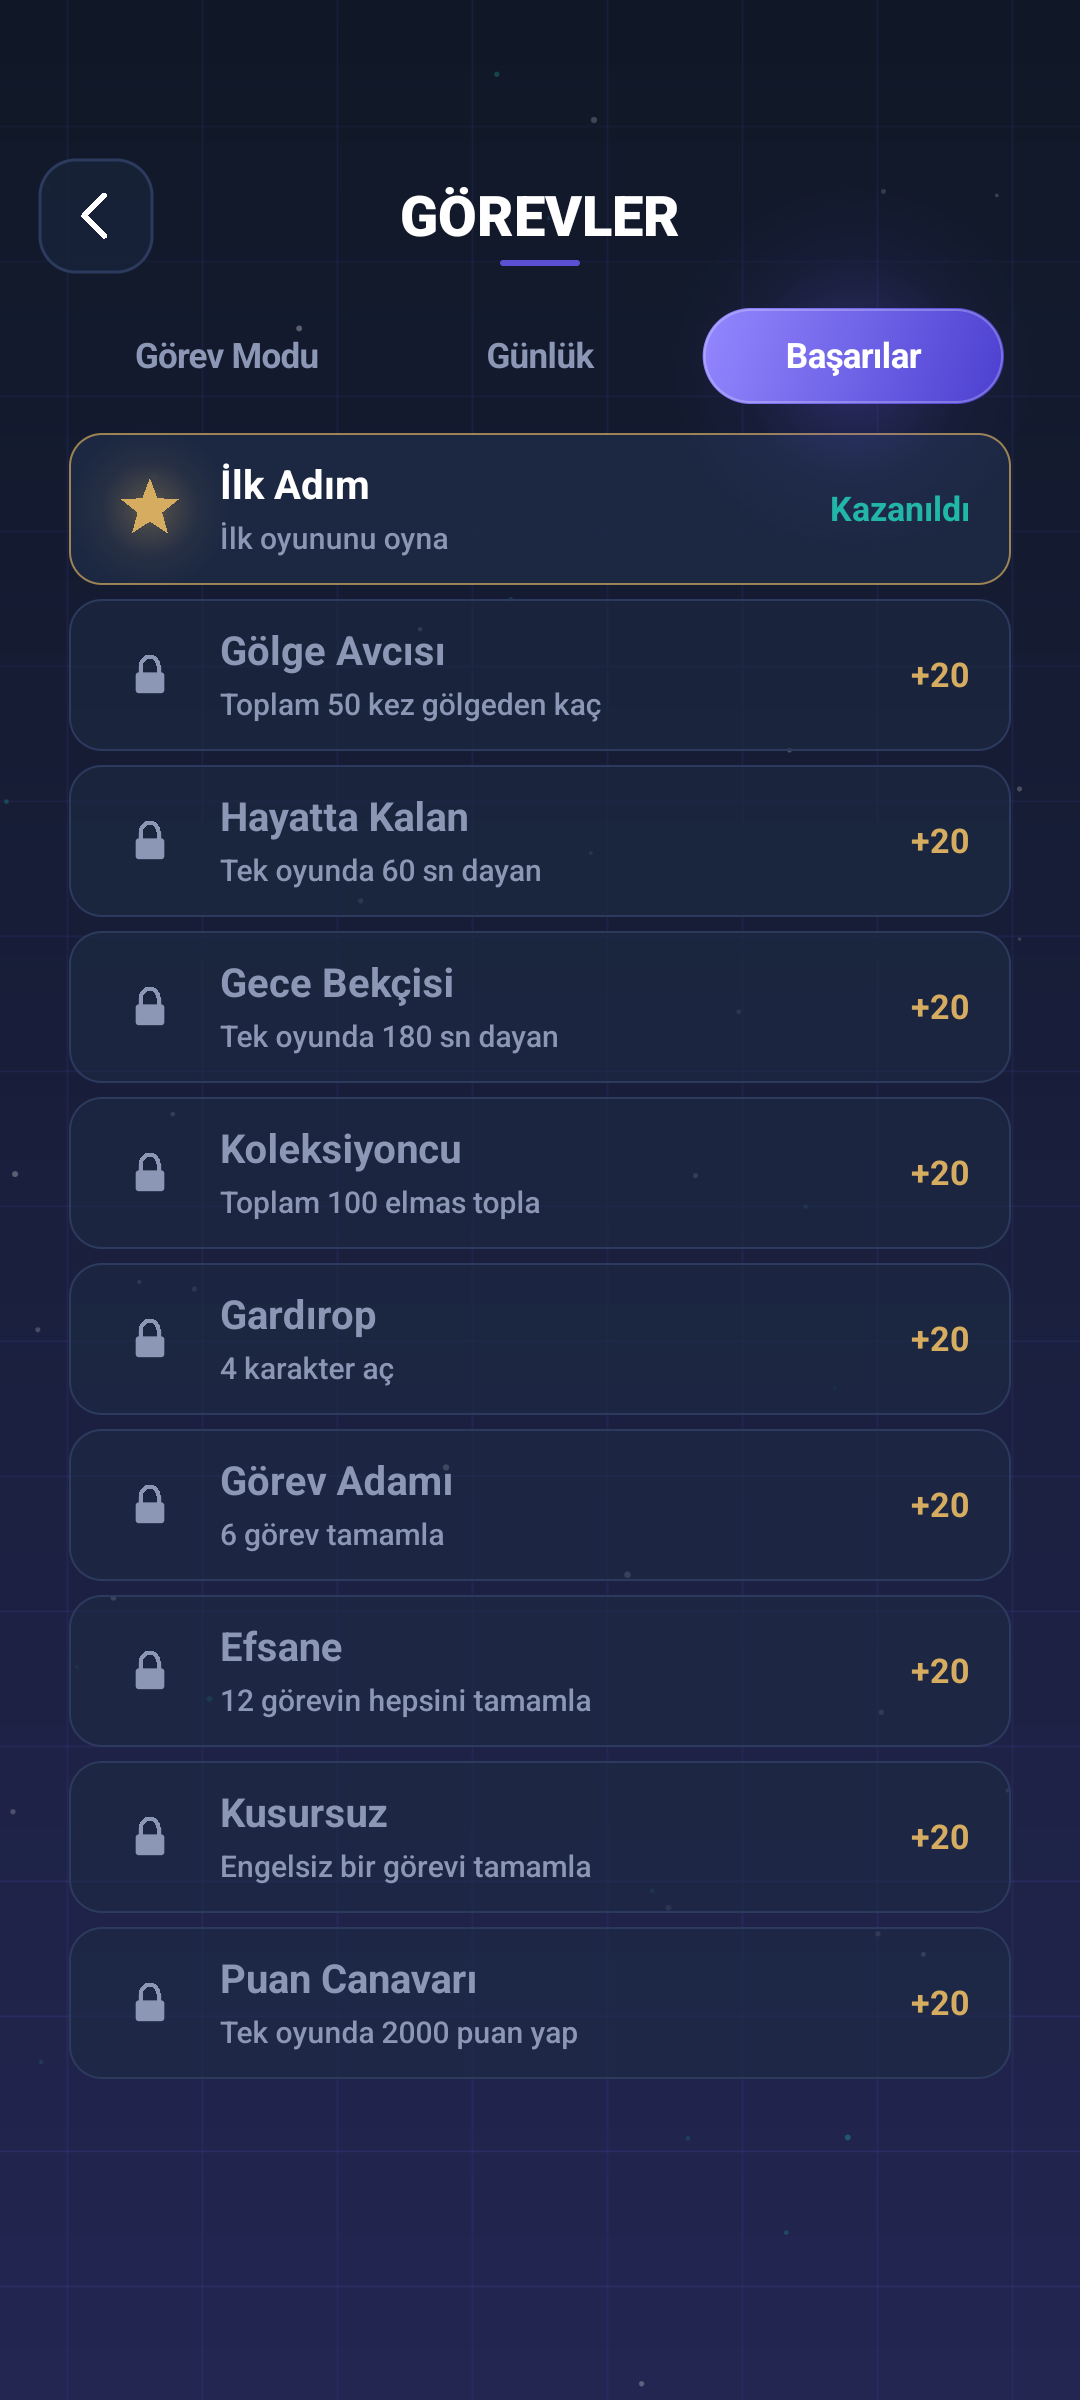 GÖREVLER
Görev Modu
Günlük
Başarılar
İlk Adım
İlk oyununu oyna
Kazanıldı
Gölge Avcısı
Toplam 50 kez gölgeden kaç
+20
Hayatta Kalan
Tek oyunda 60 sn dayan
+20
Gece Bekçisi
Tek oyunda 180 sn dayan
+20
Koleksiyoncu
Toplam 100 elmas topla
+20
Gardırop
4 karakter aç
+20
Görev Adamı
6 görev tamamla
+20
Efsane
12 görevin hepsini tamamla
+20
Kusursuz
Engelsiz bir görevi tamamla
+20
Puan Canavarı
Tek oyunda 2000 puan yap
+20